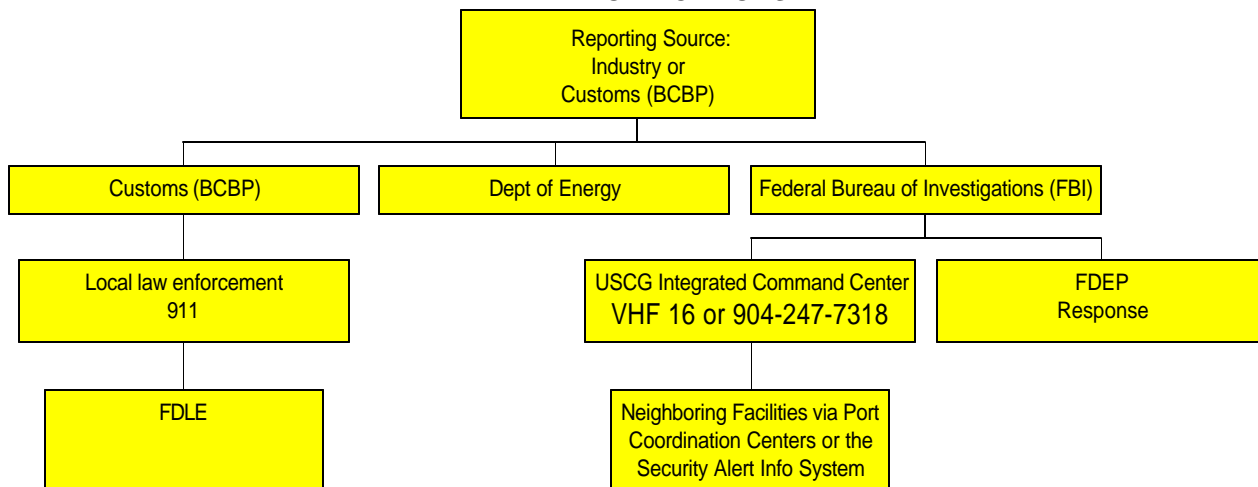 Reporting Source:
Industry or
Customs (BCBP)
Customs (BCBP)
Dept of Energy
Federal Bureau of Investigations (FBI)
Local law enforcement
911
USCG Integrated Command Center
VHF 16 or 904-247-7318
FDEP
Response
FDLE
Neighboring Facilities via Port
Coordination Centers or the
Security Alert Info System